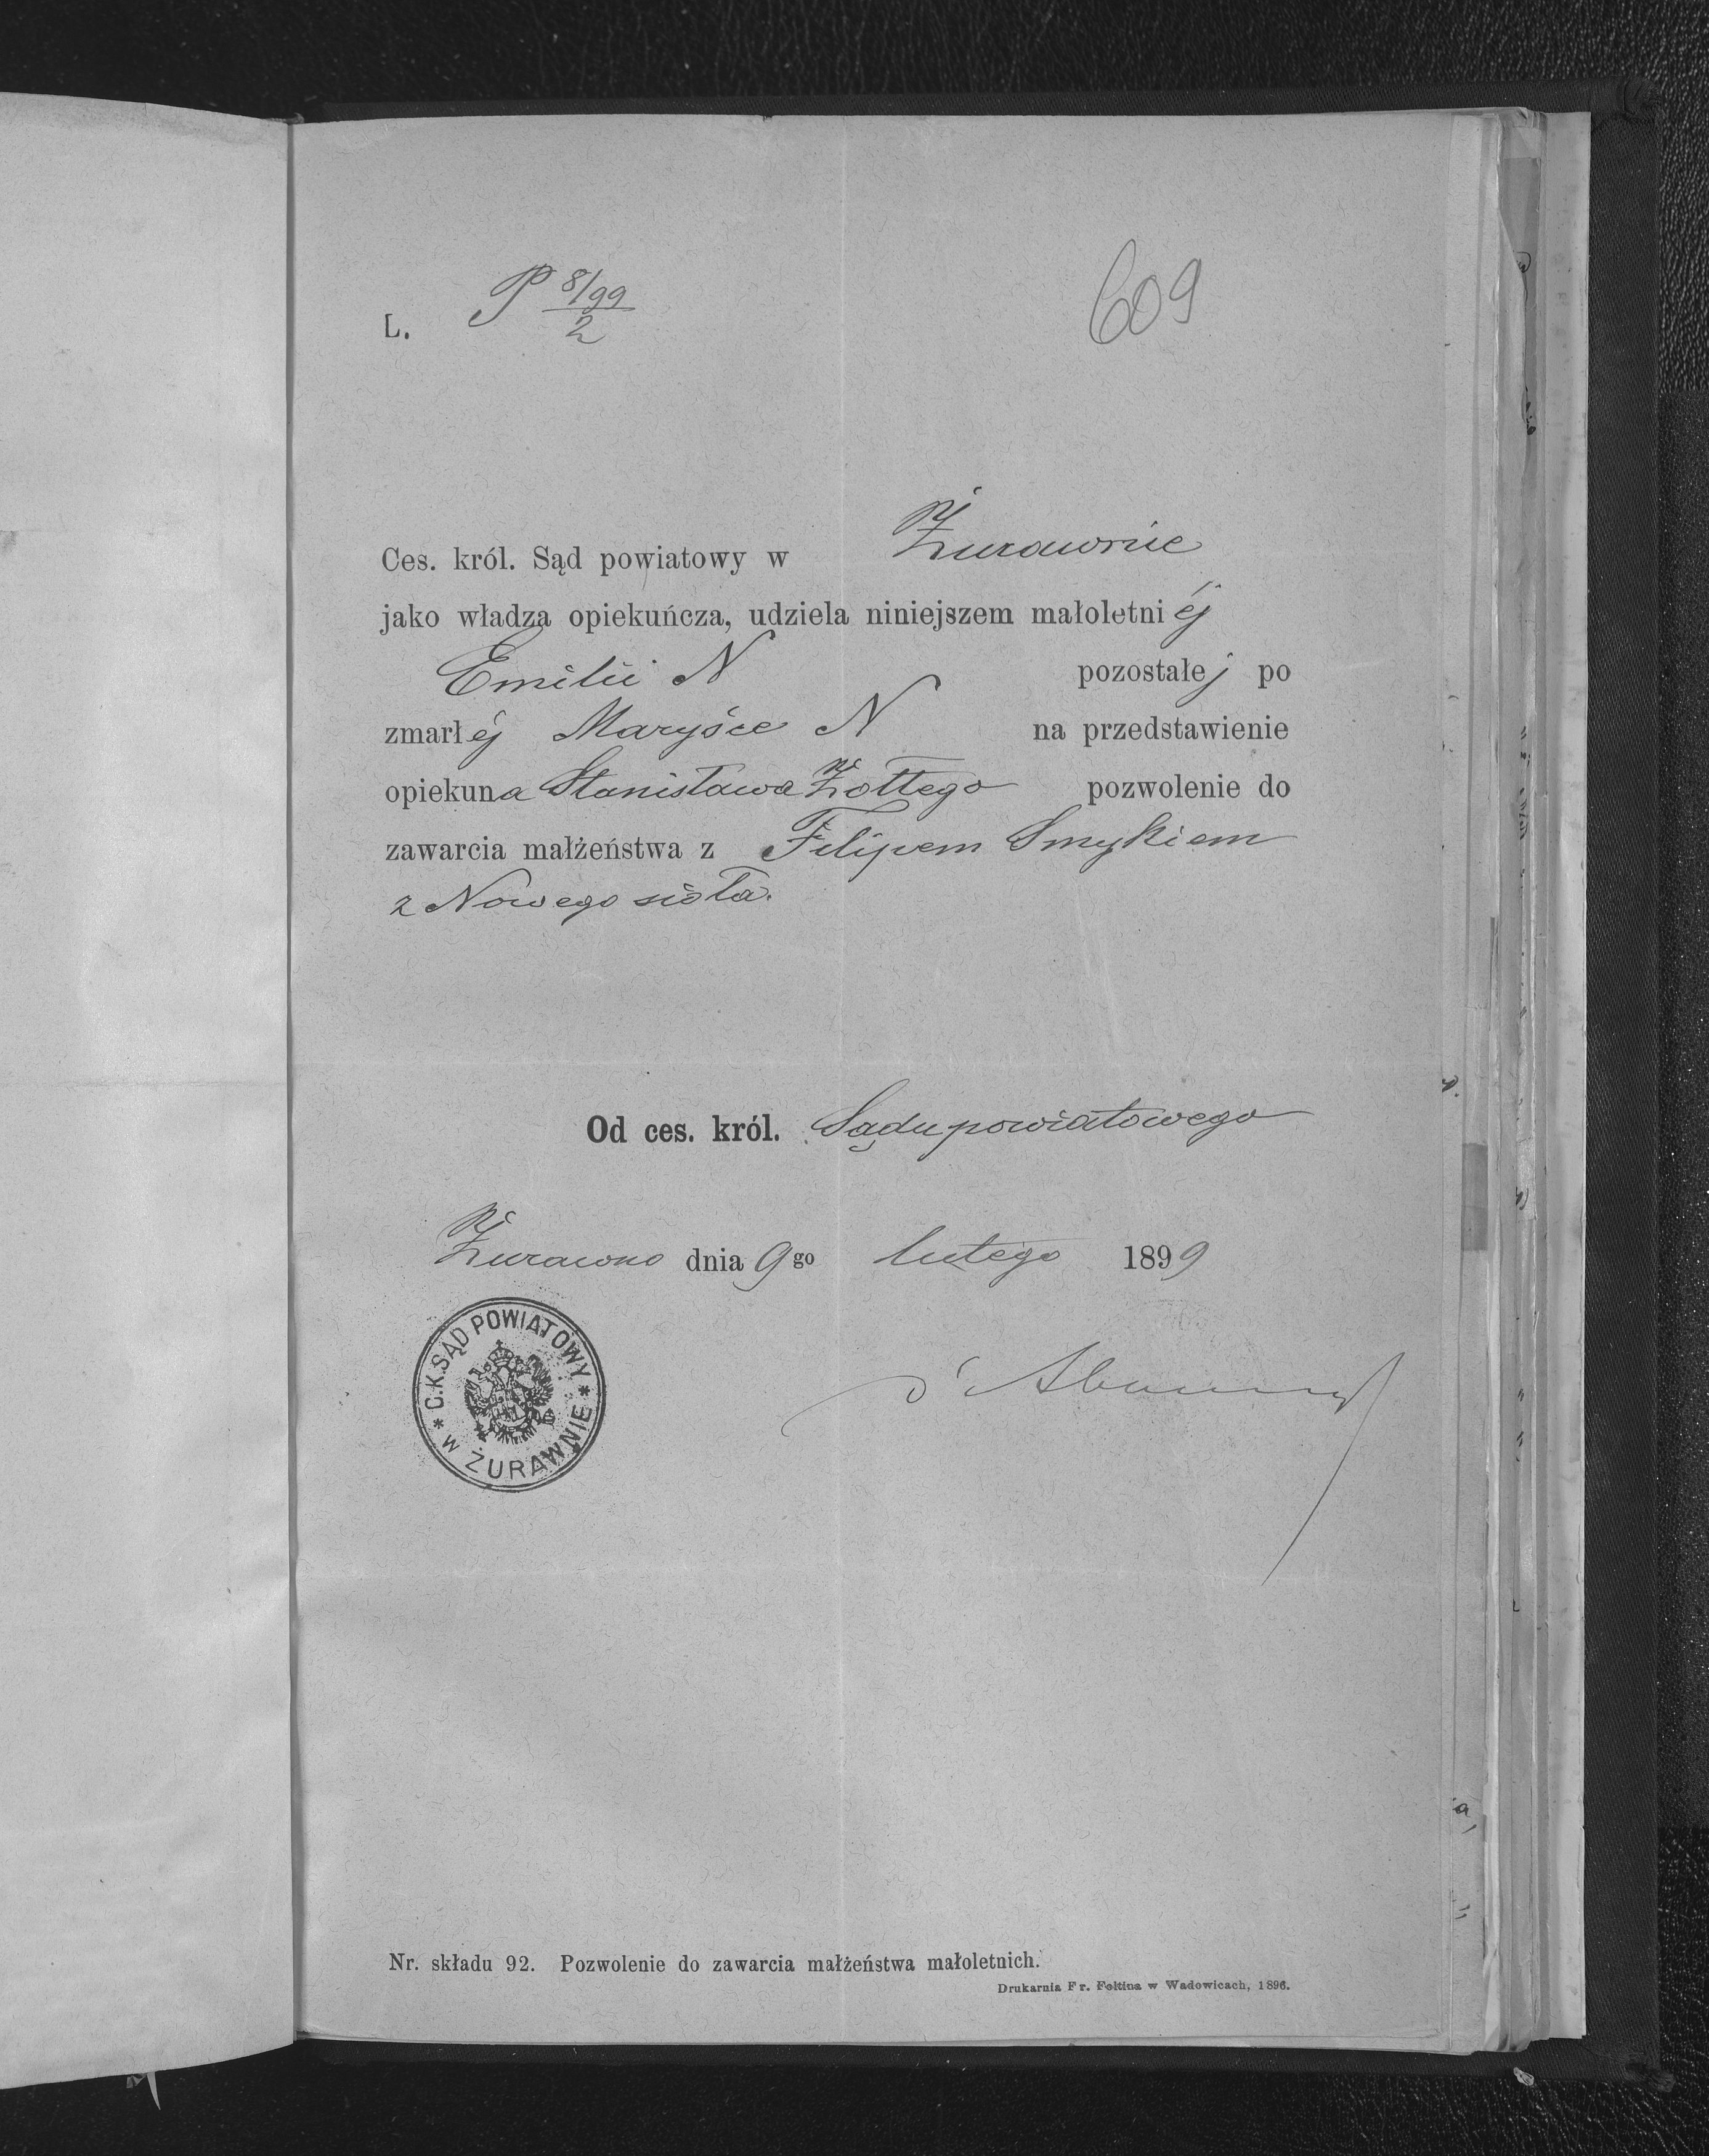 L. P 8/99
2
609
Ces. król. Sąd powiatowy w Żurawnie
jako władza opiekuńcza, udziela niniejszem małoletniéj
Emilii N pozostałej po
zmarłéj Maryśce N na przedstawienie
opiekuna Stanisława Żołtego pozwolenie do
zawarcia małżeństwa z Filipem Smykiem
z Nowego sioła.
Od ces. król. Sądu powiatowego
Żurawno dnia 9go lutego 1899
* C.K. SĄD POWIATOWY * W ŻURAWNIE
Nr. składu 92. Pozwolenie do zawarcia małżeństwa małoletnich.
Drukarnia Fr. Foltina w Wadowicach, 1896.